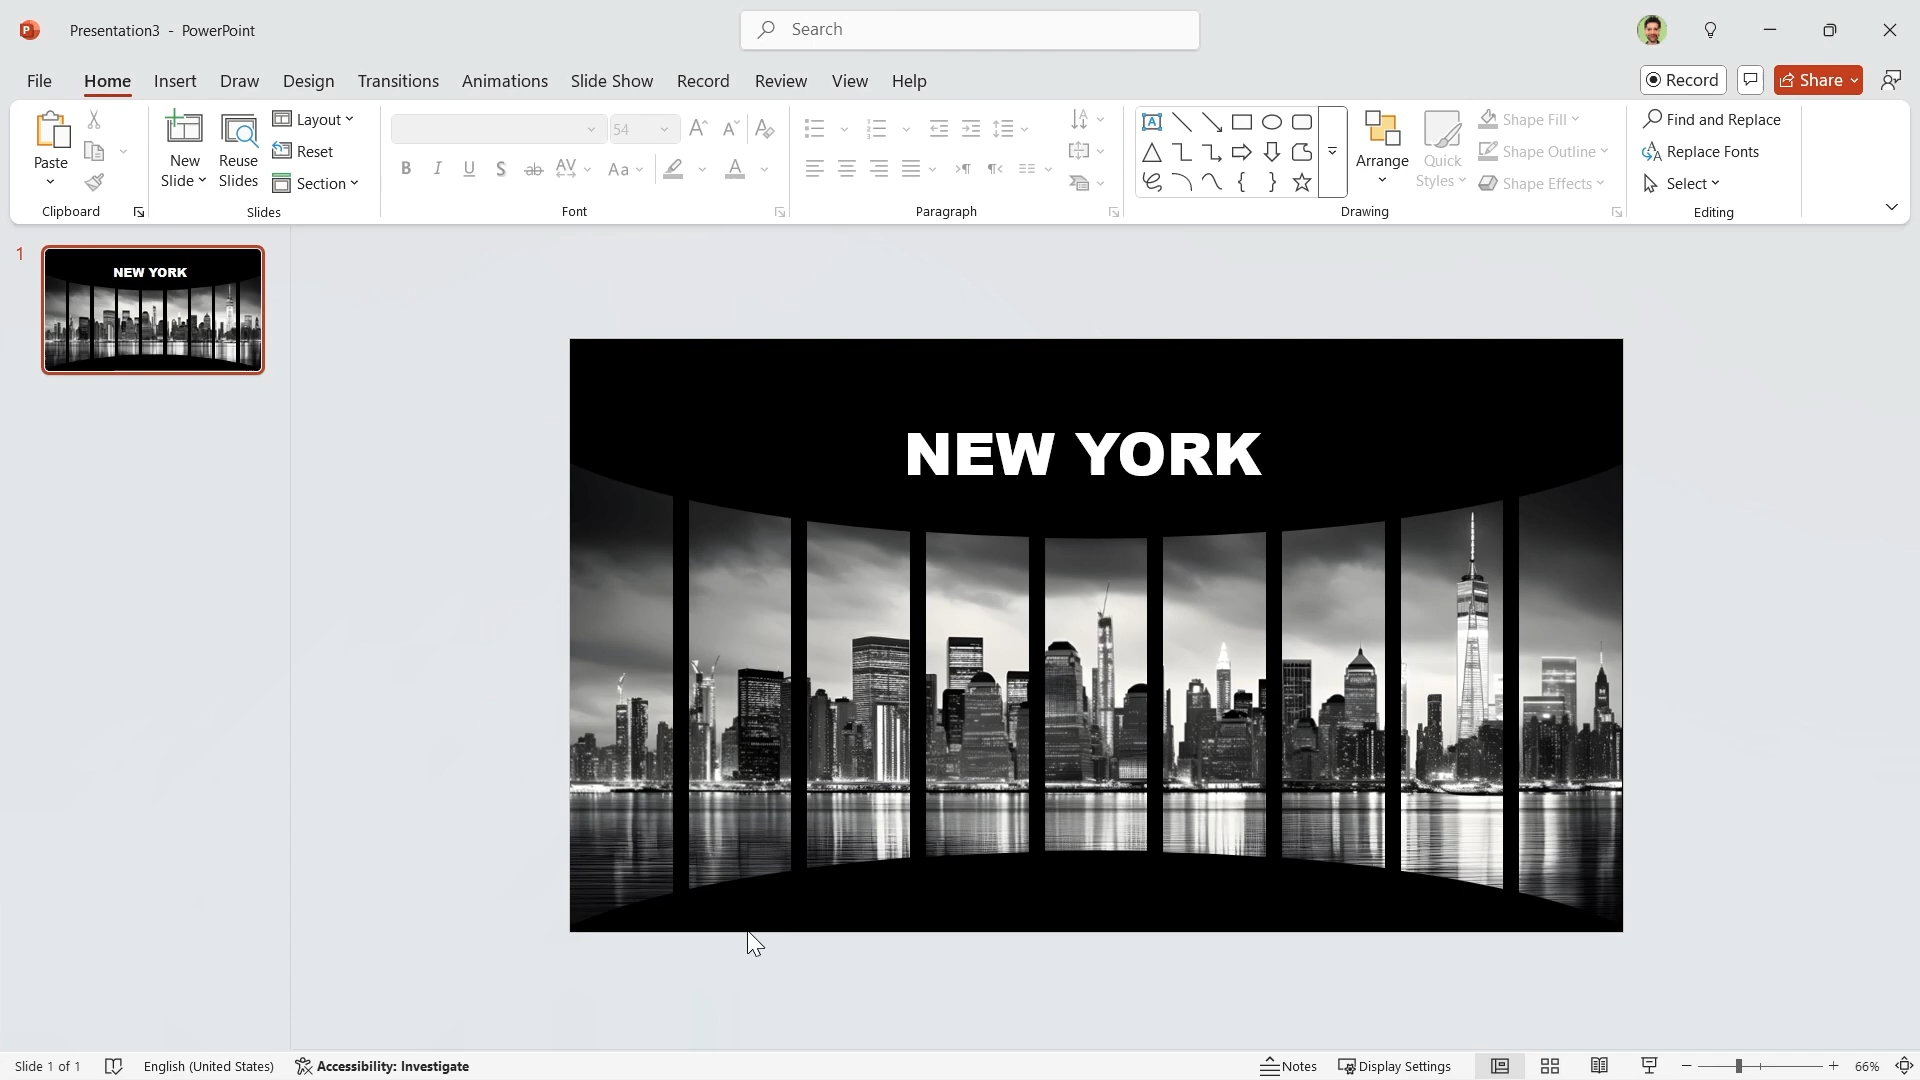 Presentation3 - PowerPoint
Search
File Home Insert Draw Design Transitions Animations Slide Show Record Review View Help
Record
Share
Paste
New Slide
Reuse Slides
Layout
Reset
Section
54
Aa
Arrange
Quick Styles
Shape Fill
Shape Outline
Shape Effects
Find and Replace
Replace Fonts
Select
Clipboard
Slides
Font
Paragraph
Drawing
Editing
1
NEW YORK
NEW YORK
Slide 1 of 1
English (United States)
Accessibility: Investigate
Notes
Display Settings
66%